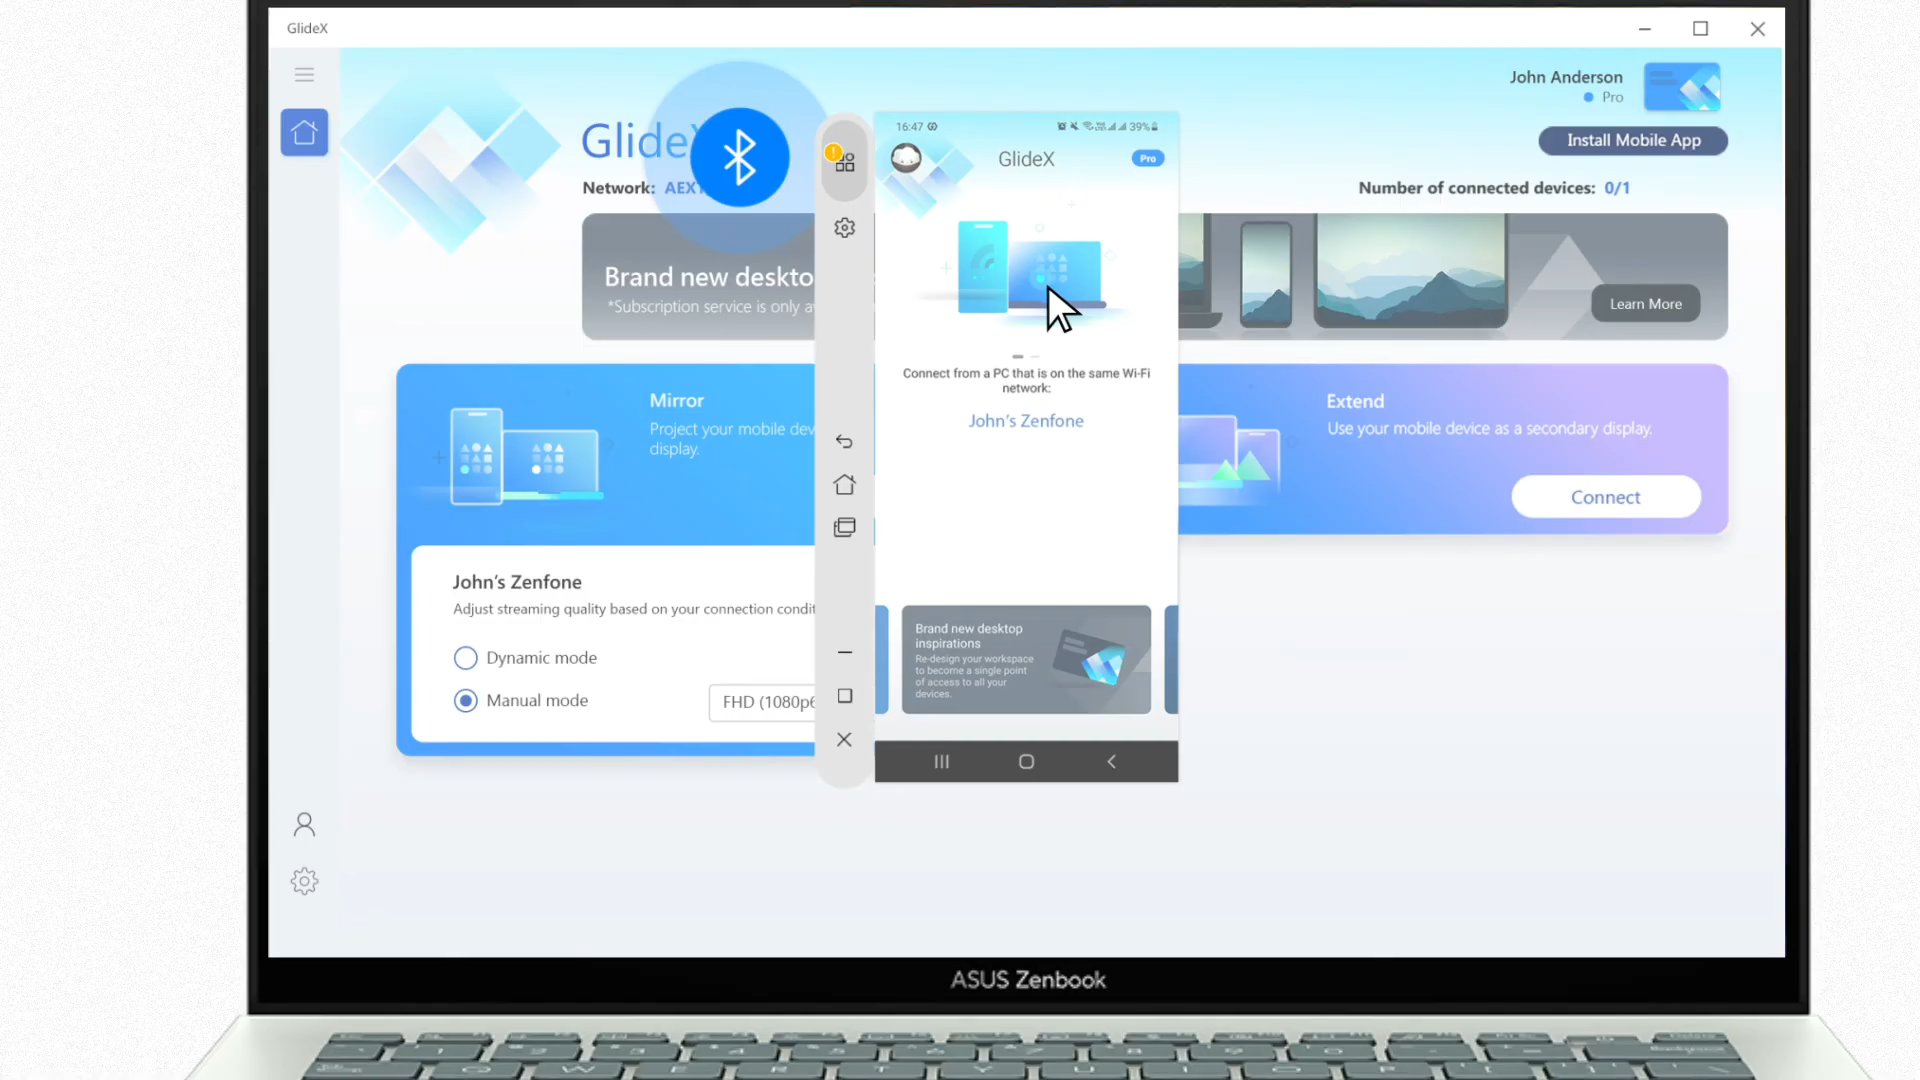 GlideX
John Anderson
Pro
Install Mobile App
Glide
Network: AEX
Number of connected devices: 0/1
Brand new deskto
*Subscription service is only a
Learn More
Mirror
Project your mobile dev
display.
John's Zenfone
Adjust streaming quality based on your connection condit
Dynamic mode
Manual mode
FHD (1080p6
16:47
39%
GlideX
Pro
Connect from a PC that is on the same Wi-Fi
network:
John's Zenfone
Brand new desktop
inspirations
Re-design your workspace
to become a single point
of access to all your
devices.
Extend
Use your mobile device as a secondary display.
Connect
ASUS Zenbook